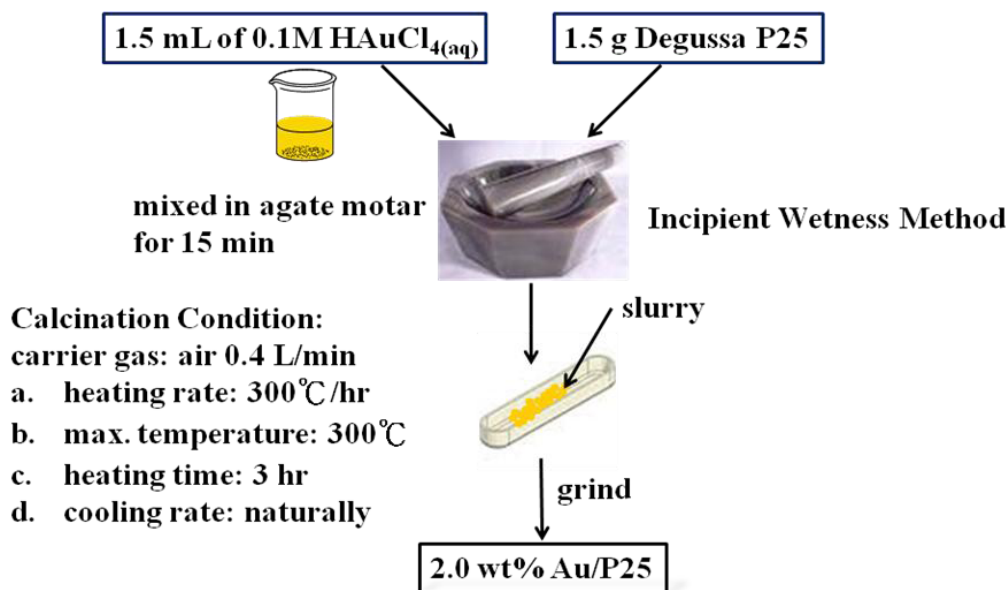 1.5 mL of 0.1M HAuCl₄(aq)
1.5 g Degussa P25
mixed in agate motar
for 15 min
Incipient Wetness Method
slurry
Calcination Condition:
carrier gas: air 0.4 L/min
a. heating rate: 300℃/hr
b. max. temperature: 300℃
c. heating time: 3 hr
d. cooling rate: naturally
grind
2.0 wt% Au/P25